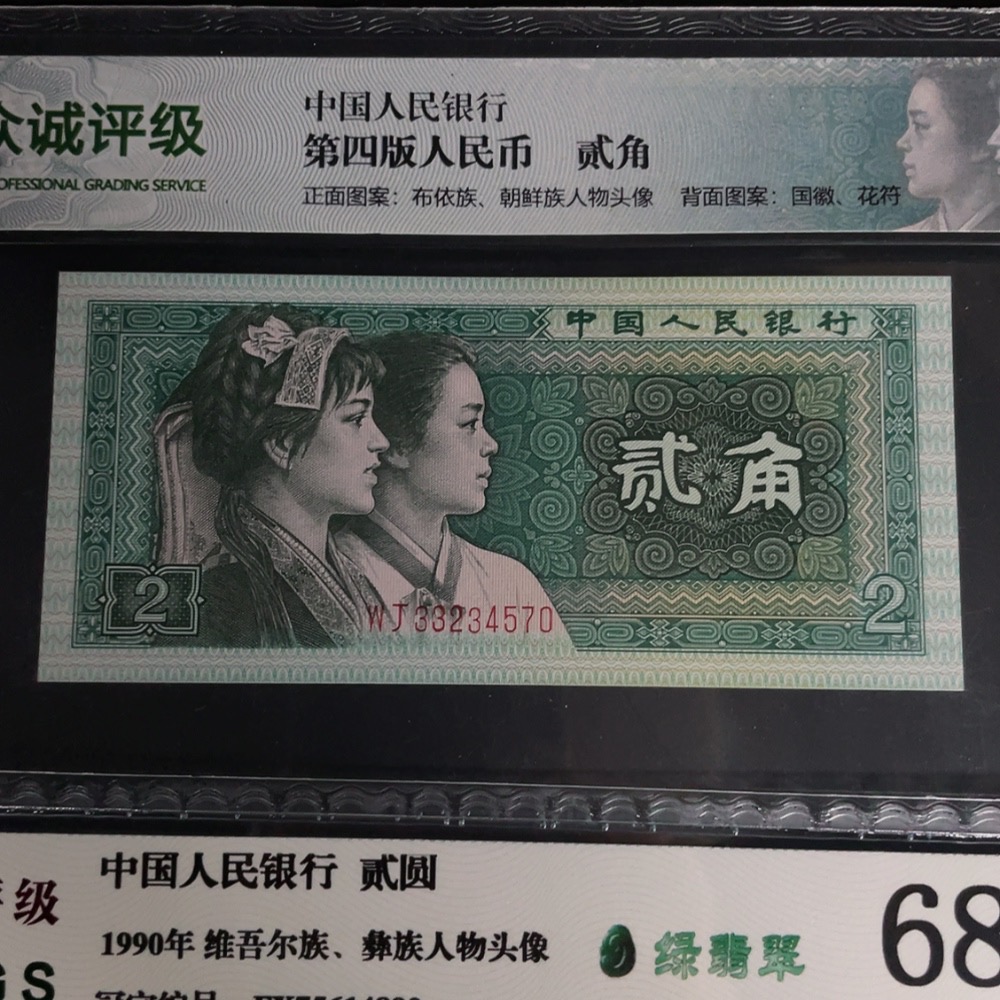 众诚评级
PROFESSIONAL GRADING SERVICE
中国人民银行
第四版人民币 贰角
正面图案：布依族、朝鲜族人物头像 背面图案：国徽、花符
中国人民银行
贰角
2
2
WJ33234570
级
GS
中国人民银行 贰圆
1990年 维吾尔族、彝族人物头像
绿翡翠
68